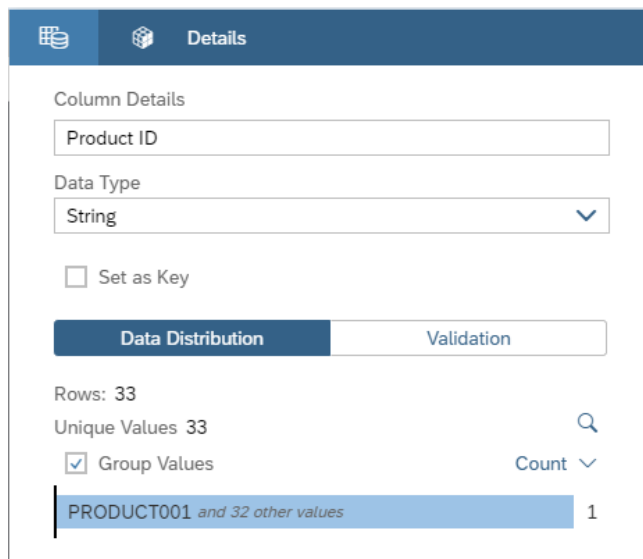 Details
Column Details
Product ID
Data Type
String
Set as Key
Data Distribution Validation
Rows: 33
Unique Values 33
Group Values Count
PRODUCT001 and 32 other values 1